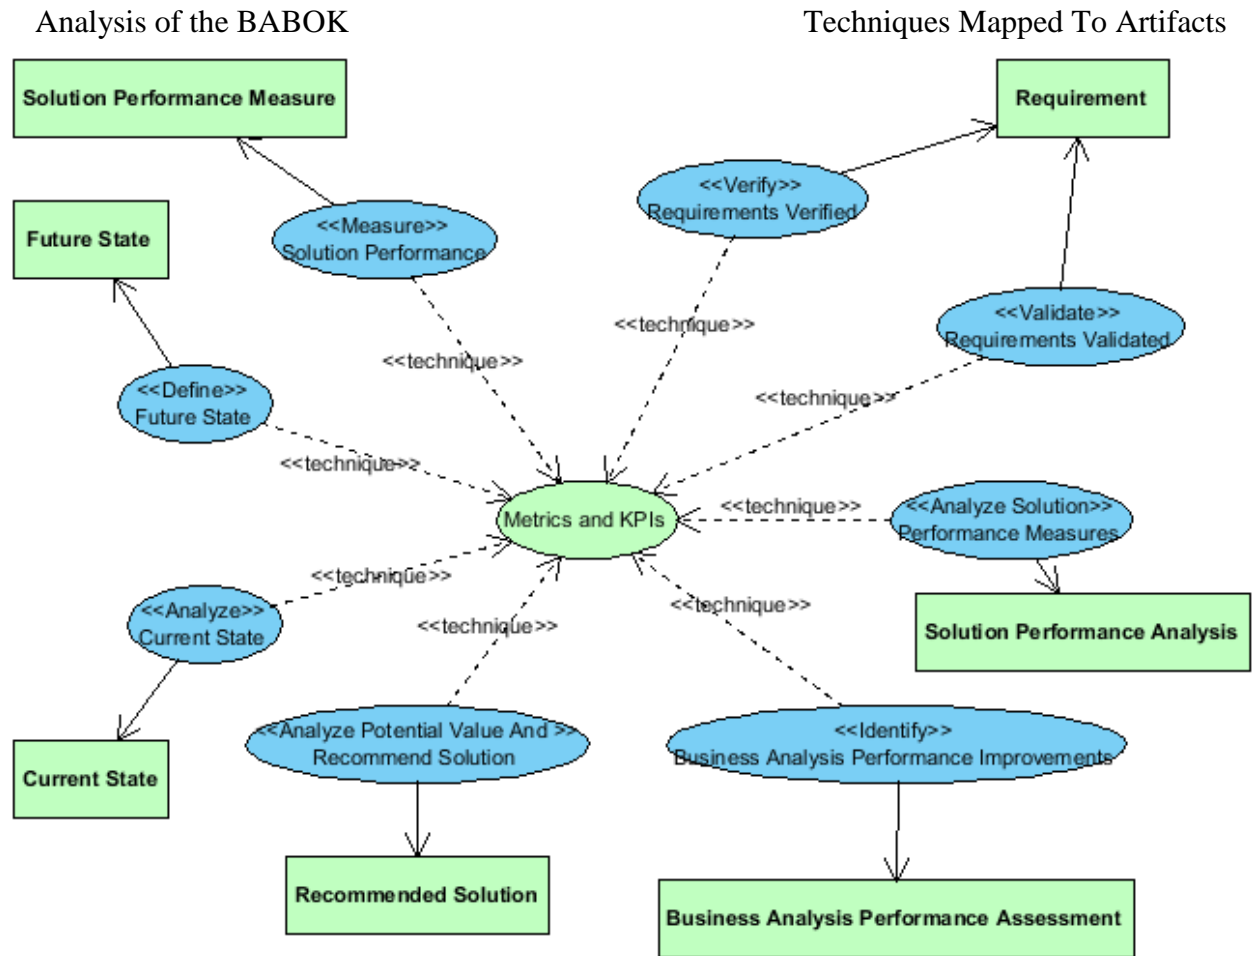 Analysis of the BABOK
Techniques Mapped To Artifacts
Solution Performance Measure
Requirement
<<Verify>>
Requirements Verified
Future State
<<Measure>>
Solution Performance
<<technique>>
<<Validate>>
Requirements Validated
<<technique>>
<<Define>>
Future State
<<technique>>
<<technique>>
<<technique>>
Metrics and KPIs
<<technique>>
<<Analyze Solution>>
Performance Measures
<<technique>>
<<Analyze>>
Current State
<<technique>>
<<technique>>
Solution Performance Analysis
<<Analyze Potential Value And >>
Recommend Solution
<<Identify>>
Business Analysis Performance Improvements
Current State
Recommended Solution
Business Analysis Performance Assessment